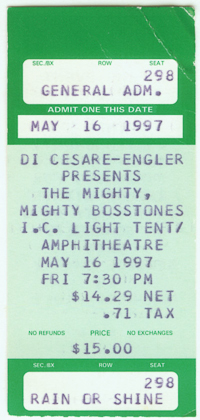 SEC./BX ROW SEAT
298
GENERAL ADM.
ADMIT ONE THIS DATE
MAY 16 1997
DI CESARE-ENGLER
PRESENTS
THE MIGHTY,
MIGHTY BOSSTONES
I.C. LIGHT TENT/
AMPHITHEATRE
MAY 16 1997
FRI 7:30 PM
$14.29 NET
.71 TAX
NO REFUNDS PRICE NO EXCHANGES
$15.00
SEC./BX ROW SEAT
298
RAIN OR SHINE